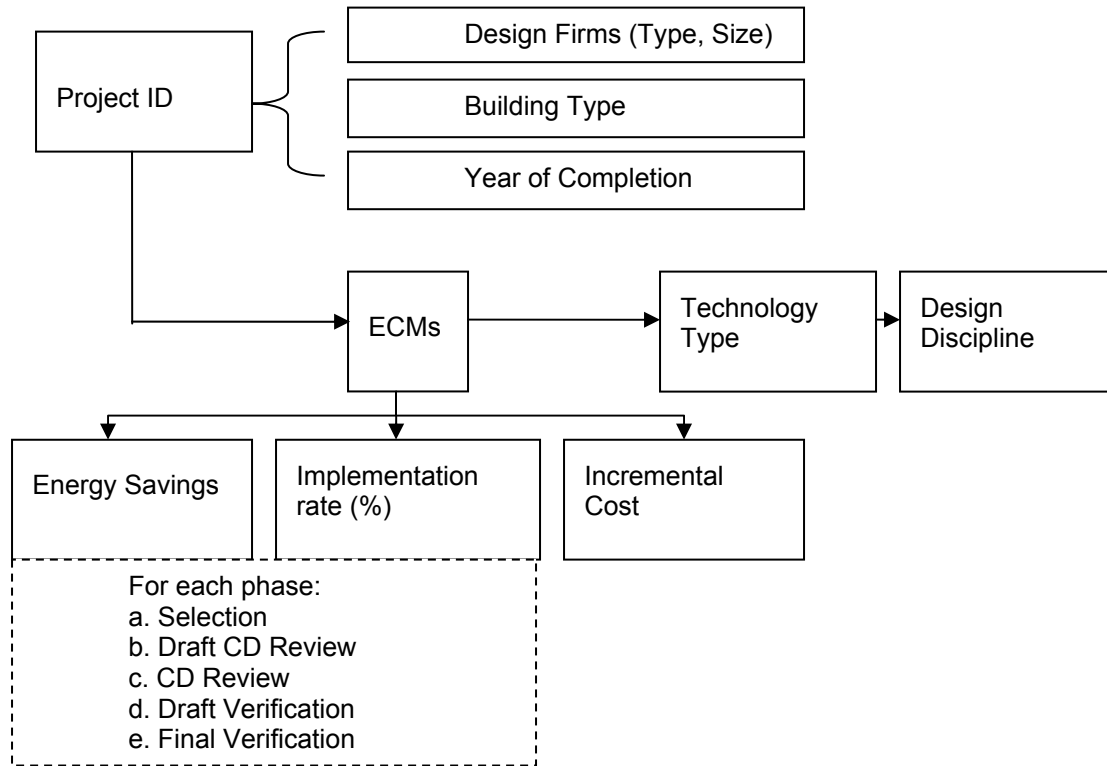 Design Firms (Type, Size)
Project ID
Building Type
Year of Completion
ECMs
Technology
Type
Design
Discipline
Energy Savings
Implementation
rate (%)
Incremental
Cost
For each phase:
a. Selection
b. Draft CD Review
c. CD Review
d. Draft Verification
e. Final Verification